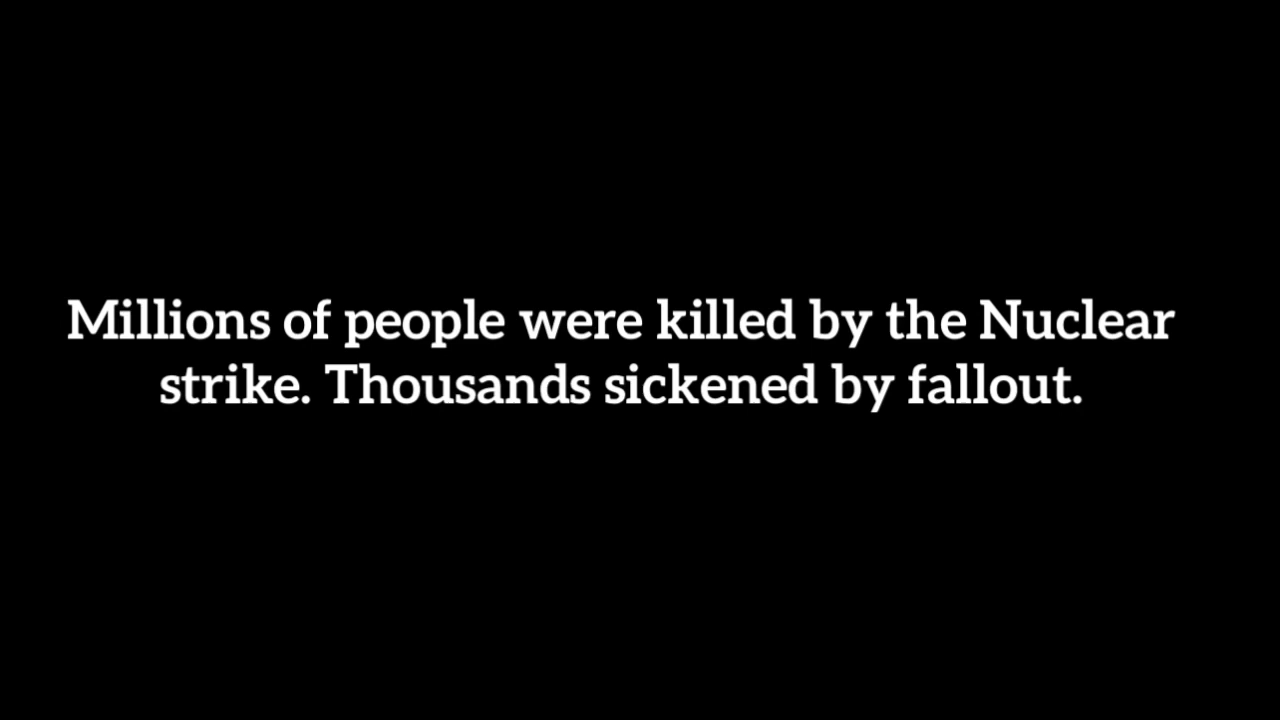 Millions of people were killed by the Nuclear
strike. Thousands sickened by fallout.